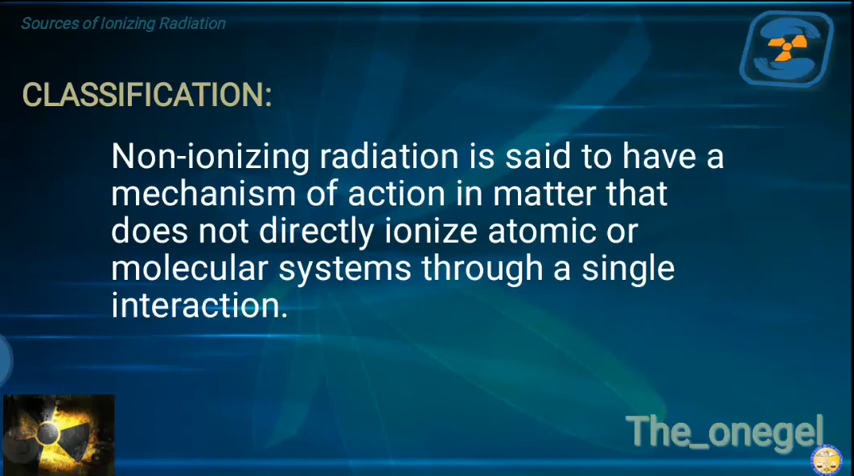 Sources of Ionizing Radiation
CLASSIFICATION:
Non-ionizing radiation is said to have a
mechanism of action in matter that
does not directly ionize atomic or
molecular systems through a single
interaction.
The_onegel